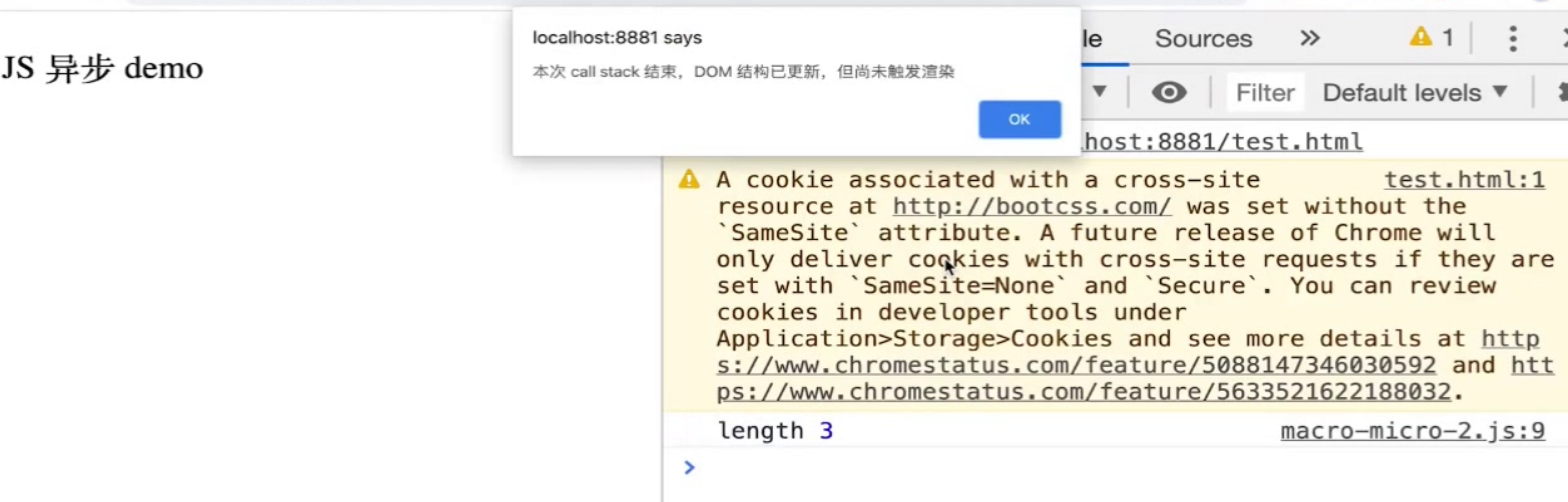 localhost:8881 says
本次 call stack 结束，DOM 结构已更新，但尚未触发渲染
OK
JS 异步 demo
Sources
1
Filter
Default levels
host:8881/test.html
A cookie associated with a cross-site test.html:1
resource at http://bootcss.com/ was set without the
`SameSite` attribute. A future release of Chrome will
only deliver cookies with cross-site requests if they are
set with `SameSite=None` and `Secure`. You can review
cookies in developer tools under
Application>Storage>Cookies and see more details at http
s://www.chromestatus.com/feature/5088147346030592 and htt
ps://www.chromestatus.com/feature/5633521622188032.
length 3 macro-micro-2.js:9